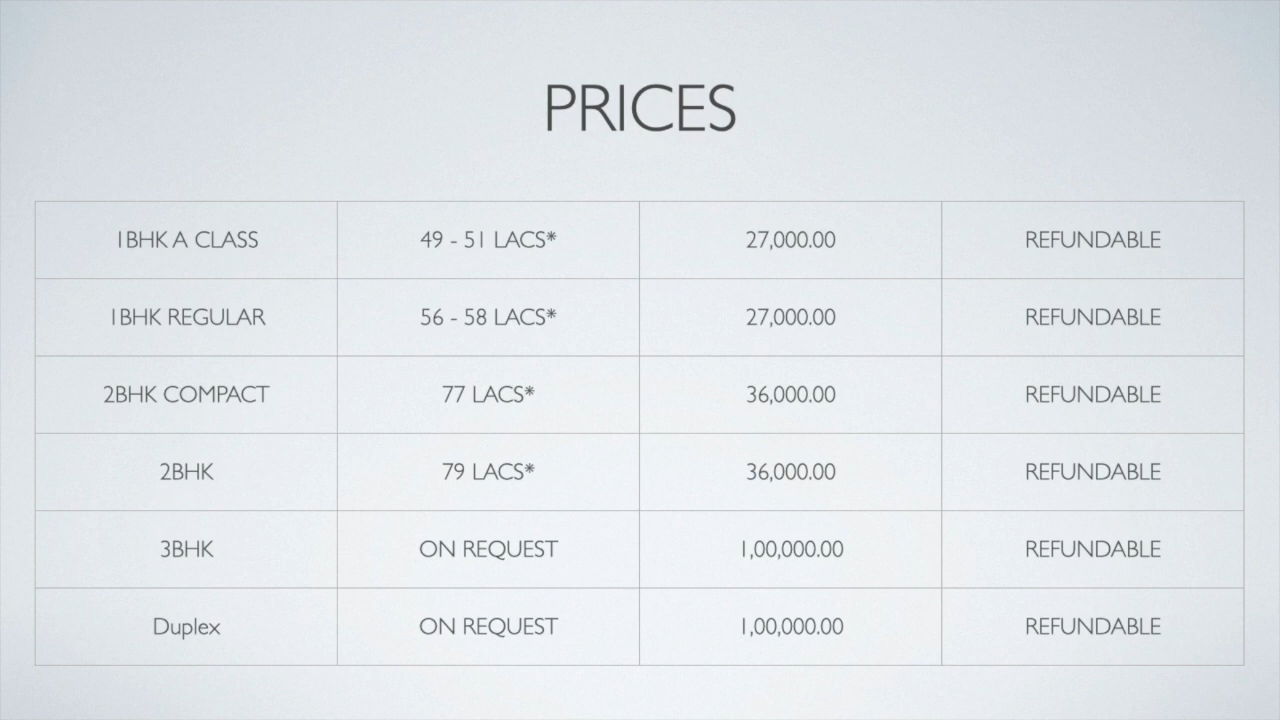 PRICES
1BHK A CLASS 49 - 51 LACS* 27,000.00 REFUNDABLE
1BHK REGULAR 56 - 58 LACS* 27,000.00 REFUNDABLE
2BHK COMPACT 77 LACS* 36,000.00 REFUNDABLE
2BHK 79 LACS* 36,000.00 REFUNDABLE
3BHK ON REQUEST 1,00,000.00 REFUNDABLE
Duplex ON REQUEST 1,00,000.00 REFUNDABLE